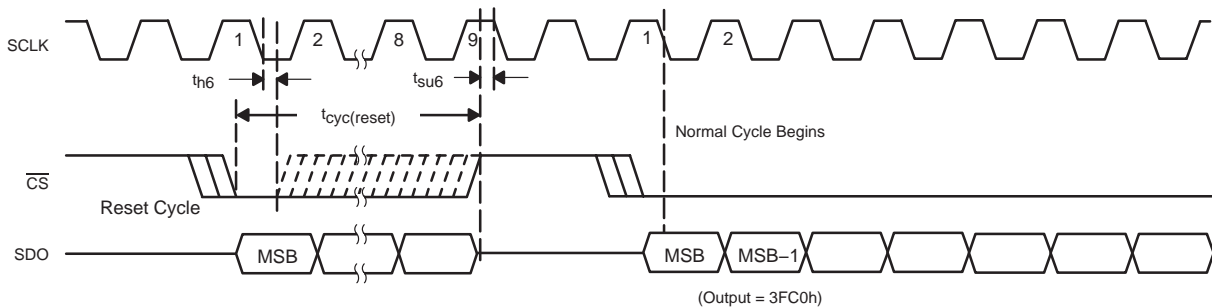 SCLK
1 2 8 9 1 2
th6
tsu6
tcyc(reset)
Normal Cycle Begins
CS
Reset Cycle
SDO
MSB
MSB
MSB–1
(Output = 3FC0h)